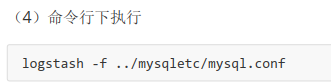 （4）命令行下执行
logstash -f ../mysqletc/mysql.conf